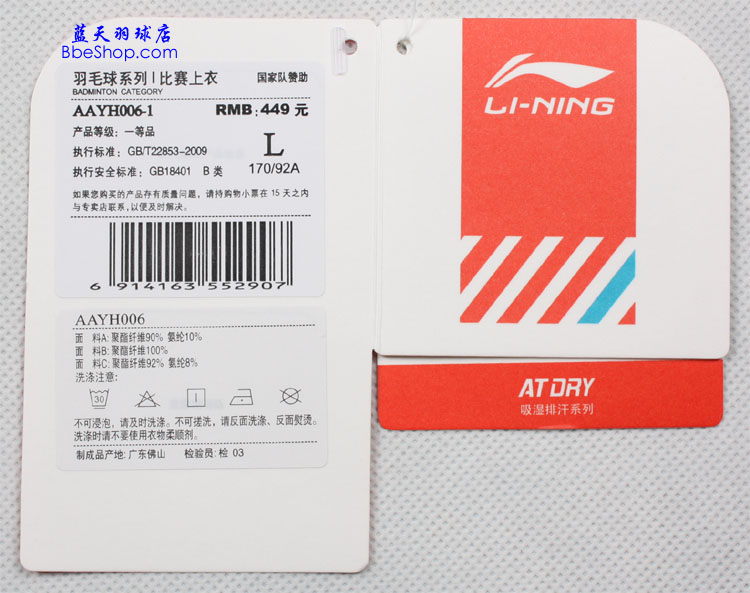 蓝天羽球店
BbeShop.com
羽毛球系列 | 比赛上衣 国家队赞助
BADMINTON CATEGORY
AAYH006-1 RMB: 449 元
产品等级: 一等品
执行标准: GB/T22853-2009 L
执行安全标准: GB18401 B 类 170/92A
如果您购买的产品存有质量问题，请持购物小票在 15 天之内
与专卖店联系,以便及时解决。
6 914163 552907
AAYH006
面 料A: 聚酯纤维90% 氨纶10%
面 料B: 聚酯纤维100%
面 料C: 聚酯纤维92% 氨纶8%
洗涤注意:
30
不可浸泡，请及时洗涤。不可搓洗，请反面洗涤、反面熨烫。
洗涤时请不要使用衣物柔顺剂。
制成品产地: 广东佛山 检验员: 检 03
LI-NING
AT DRY
吸湿排汗系列